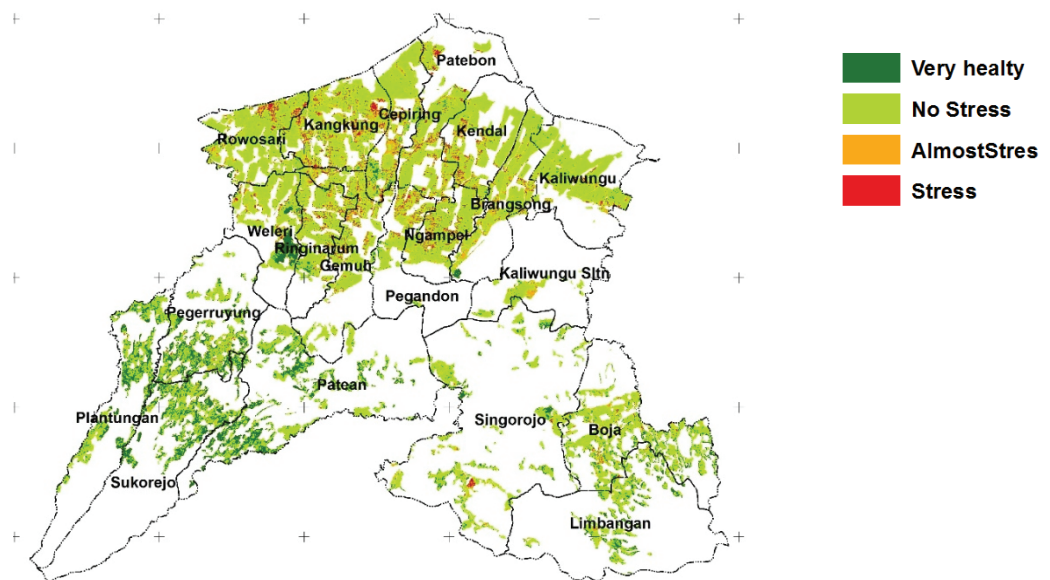 Patebon
Cepiring
Kangkung
Kendal
Rowosari
Kaliwungu
Brangsong
Weleri
Ngampel
Ringinarum
Gemuh
Kaliwungu Sltn
Pegandon
Pegerruyung
Patean
Plantungan
Singorojo
Boja
Sukorejo
Limbangan
Very healty
No Stress
AlmostStres
Stress